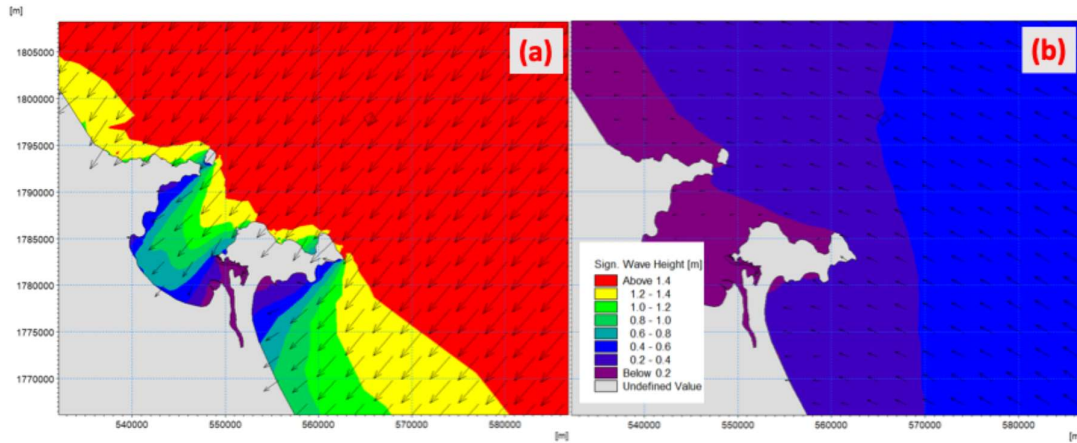 [m]
(a)
(b)
1805000
1800000
1795000
1790000
1785000
1780000
1775000
1770000
Sign. Wave Height [m]
Above 1.4
1.2 - 1.4
1.0 - 1.2
0.8 - 1.0
0.6 - 0.8
0.4 - 0.6
0.2 - 0.4
Below 0.2
Undefined Value
540000 550000 560000 570000 580000
540000 550000 560000 570000 580000
[m]
[m